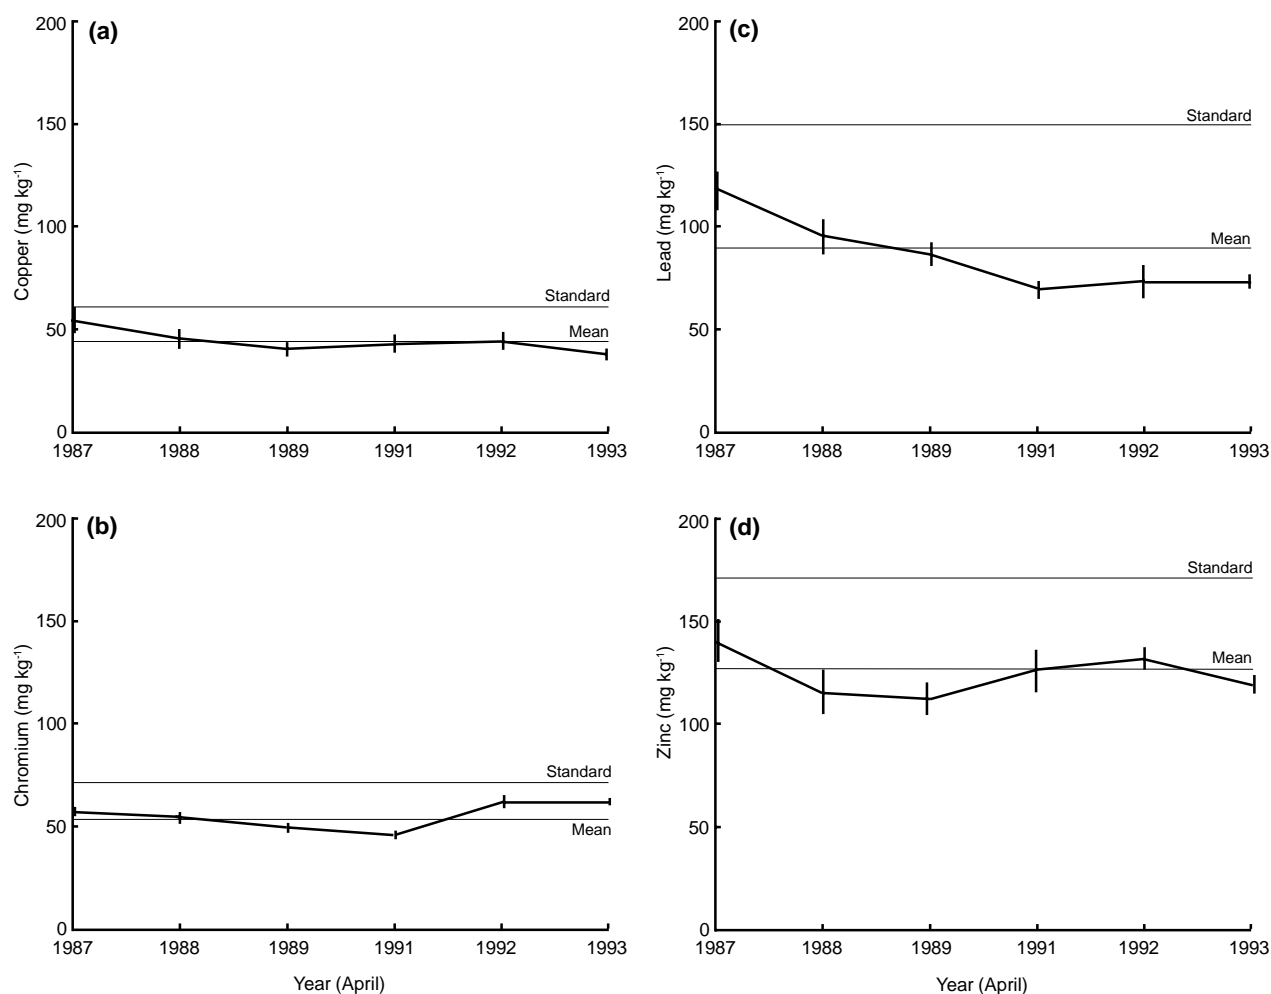 (a)
200
150
100
50
0
Copper (mg kg⁻¹)
Standard
Mean
1987 1988 1989 1991 1992 1993
(c)
200
150
100
50
0
Lead (mg kg⁻¹)
Standard
Mean
1987 1988 1989 1991 1992 1993
(b)
200
150
100
50
0
Chromium (mg kg⁻¹)
Standard
Mean
1987 1988 1989 1991 1992 1993
Year (April)
(d)
200
150
100
50
0
Zinc (mg kg⁻¹)
Standard
Mean
1987 1988 1989 1991 1992 1993
Year (April)